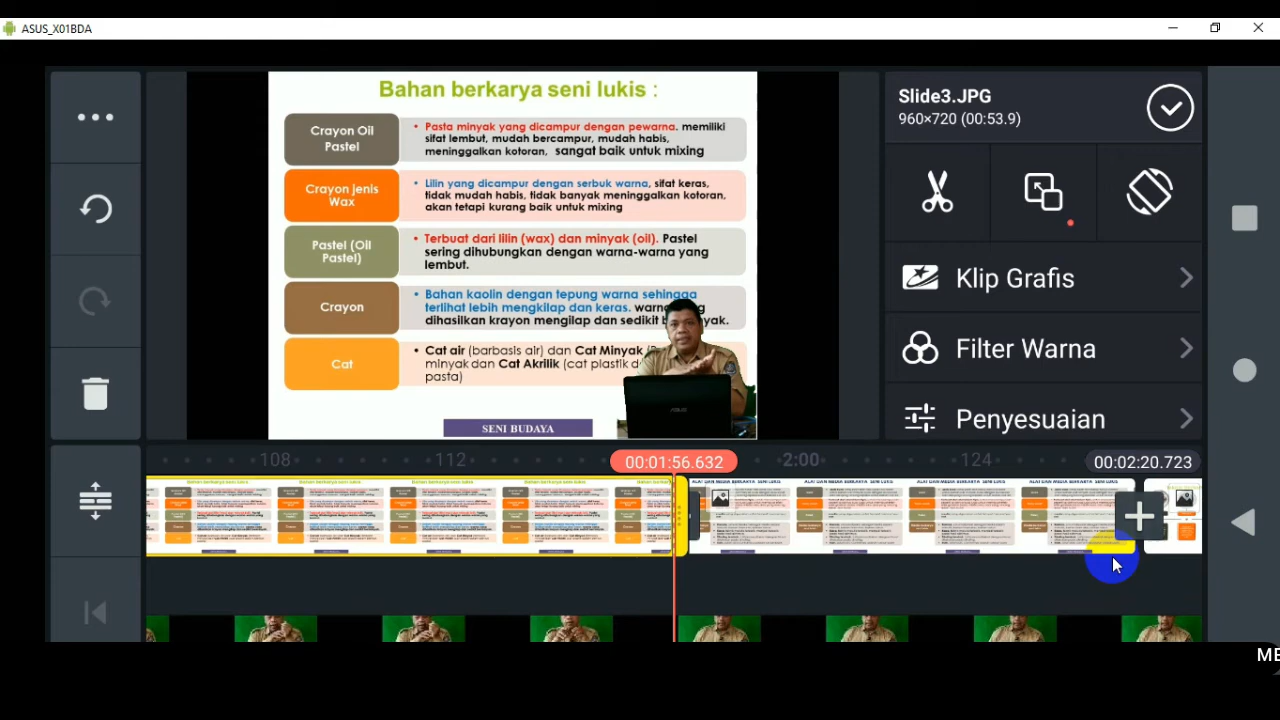 ASUS_X01BDA
Bahan berkarya seni lukis :
Crayon Oil
Pastel
• Pasta minyak yang dicampur dengan pewarna. memiliki
sifat lembut, mudah bercampur, mudah habis,
meninggalkan kotoran, sangat baik untuk mixing
Crayon jenis
Wax
• Lilin yang dicampur dengan serbuk warna, sifat keras,
tidak mudah habis, tidak banyak meninggalkan kotoran,
akan tetapi kurang baik untuk mixing
Pastel (Oil
Pastel)
• Terbuat dari lilin (wax) dan minyak (oil). Pastel
sering dihubungkan dengan warna-warna yang
lembut.
Crayon
• Bahan kaolin dengan tepung warna sehingga
terlihat lebih mengkilap dan keras.
dihasilkan krayon mengilap dan sedikit
Cat
• Cat air (barbasis air) dan Cat Minyak
minyak dan Cat Akrilik (cat plastik
pasta)
SENI BUDAYA
ASUS
Slide3.JPG
960×720 (00:53.9)
Klip Grafis
Filter Warna
Penyesuaian
108
112
00:01:56.632
2:00
124
00:02:20.723